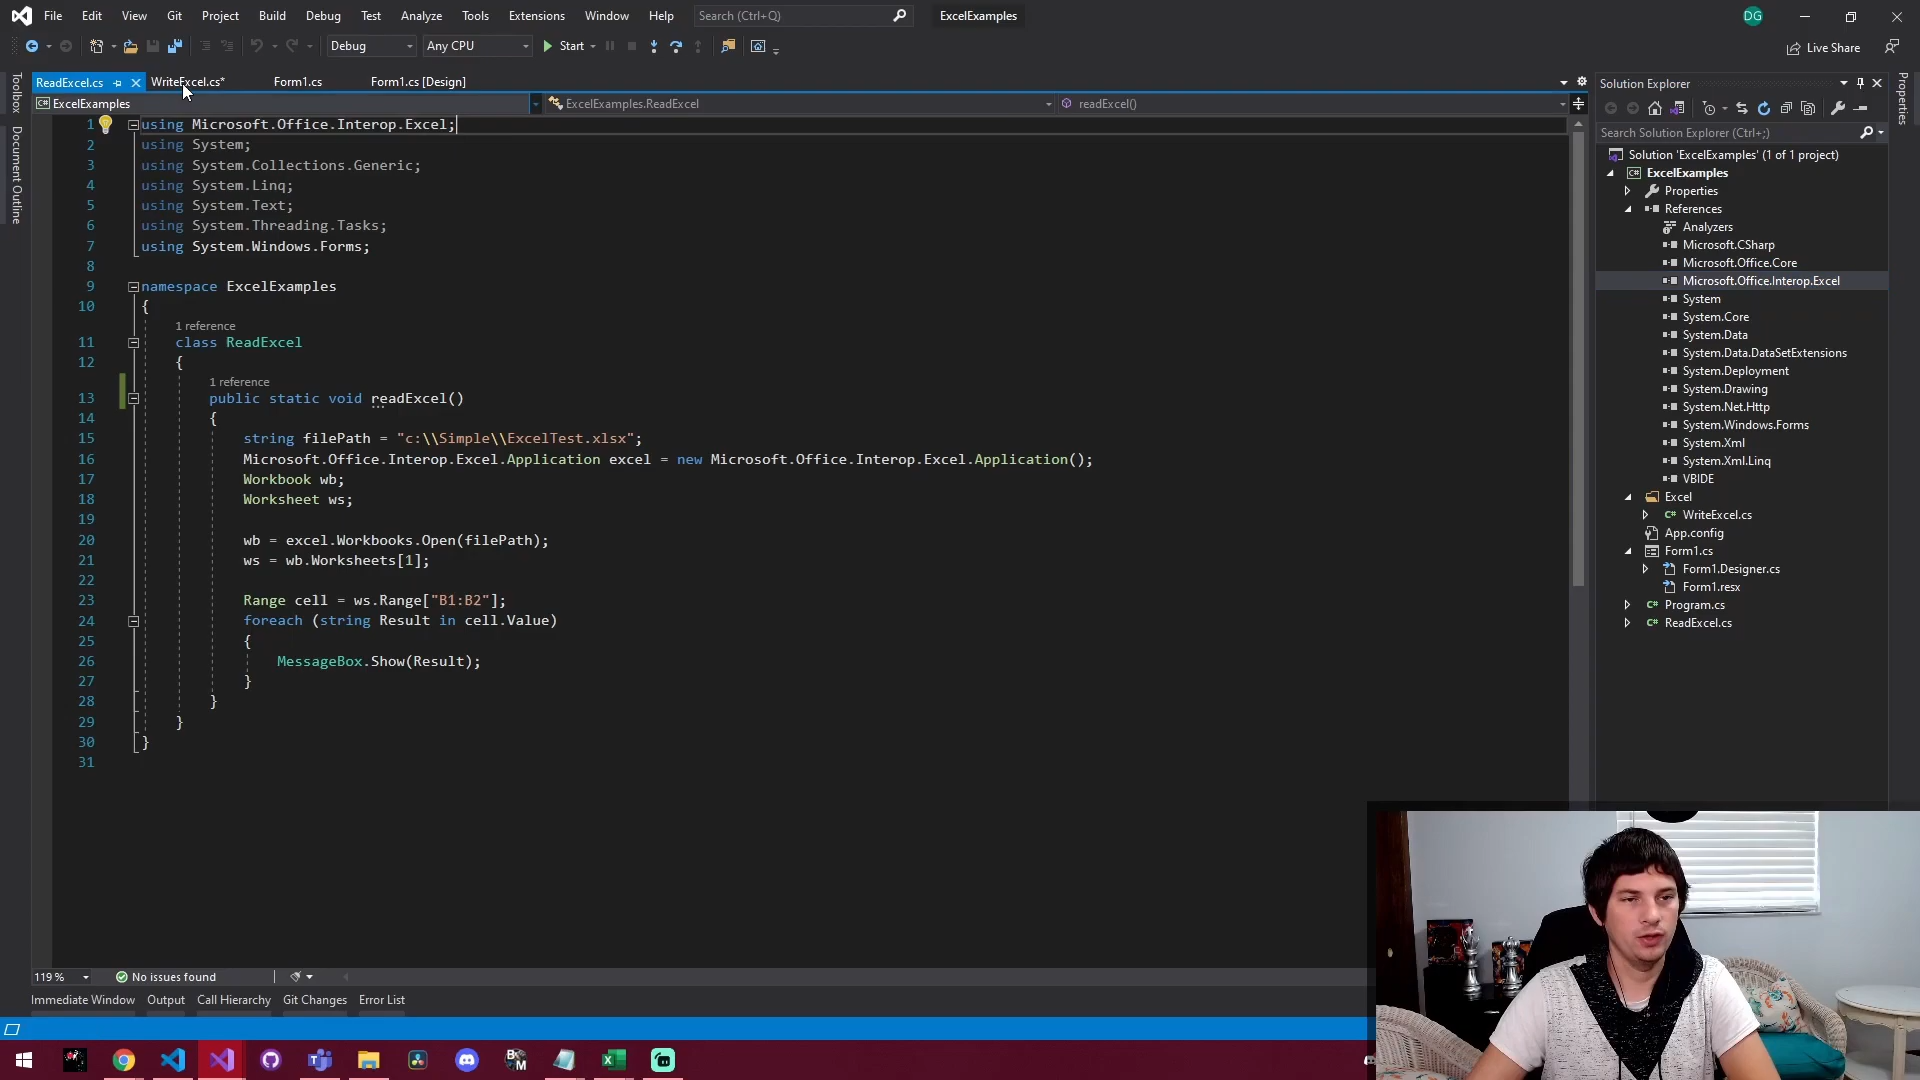 File Edit View Git Project Build Debug Test Analyze Tools Extensions Window Help Search (Ctrl+Q) ExcelExamples DG
Debug Any CPU Start Live Share
ReadExcel.cs WriteExcel.cs* Form1.cs Form1.cs [Design]
ExcelExamples ExcelExamples.ReadExcel readExcel()
Toolbox
Document Outline
1 using Microsoft.Office.Interop.Excel;
2 using System;
3 using System.Collections.Generic;
4 using System.Linq;
5 using System.Text;
6 using System.Threading.Tasks;
7 using System.Windows.Forms;
8
9 namespace ExcelExamples
10 {
1 reference
11 class ReadExcel
12 {
1 reference
13 public static void readExcel()
14 {
15 string filePath = "c:\\Simple\\ExcelTest.xlsx";
16 Microsoft.Office.Interop.Excel.Application excel = new Microsoft.Office.Interop.Excel.Application();
17 Workbook wb;
18 Worksheet ws;
19
20 wb = excel.Workbooks.Open(filePath);
21 ws = wb.Worksheets[1];
22
23 Range cell = ws.Range["B1:B2"];
24 foreach (string Result in cell.Value)
25 {
26 MessageBox.Show(Result);
27 }
28 }
29 }
30 }
31
Solution Explorer
Search Solution Explorer (Ctrl+;)
Solution 'ExcelExamples' (1 of 1 project)
ExcelExamples
Properties
References
Analyzers
Microsoft.CSharp
Microsoft.Office.Core
Microsoft.Office.Interop.Excel
System
System.Core
System.Data
System.Data.DataSetExtensions
System.Deployment
System.Drawing
System.Net.Http
System.Windows.Forms
System.Xml
System.Xml.Linq
VBIDE
Excel
WriteExcel.cs
App.config
Form1.cs
Form1.Designer.cs
Form1.resx
Program.cs
ReadExcel.cs
Properties
119 % No issues found
Immediate Window Output Call Hierarchy Git Changes Error List